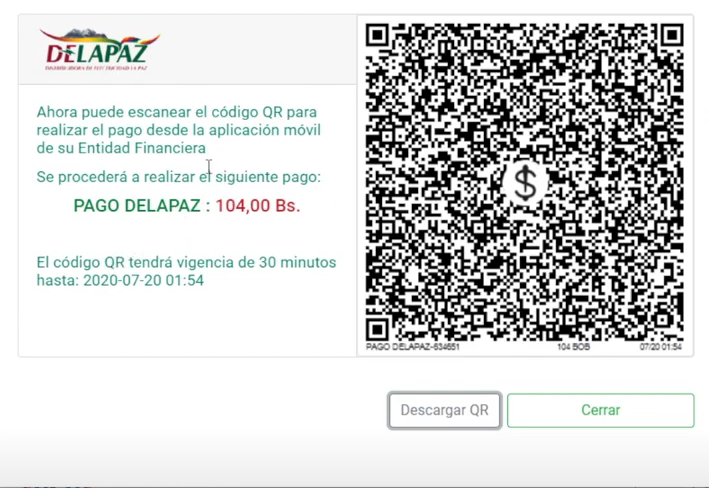 DELAPAZ
DISTRIBUIDORA DE ELECTRICIDAD LA PAZ
Ahora puede escanear el código QR para
realizar el pago desde la aplicación móvil
de su Entidad Financiera
Se procederá a realizar el siguiente pago:
PAGO DELAPAZ : 104,00 Bs.
El código QR tendrá vigencia de 30 minutos
hasta: 2020-07-20 01:54
$
PAGO DELAPAZ-634651 104 BOB 07/20 01:54
Descargar QR
Cerrar